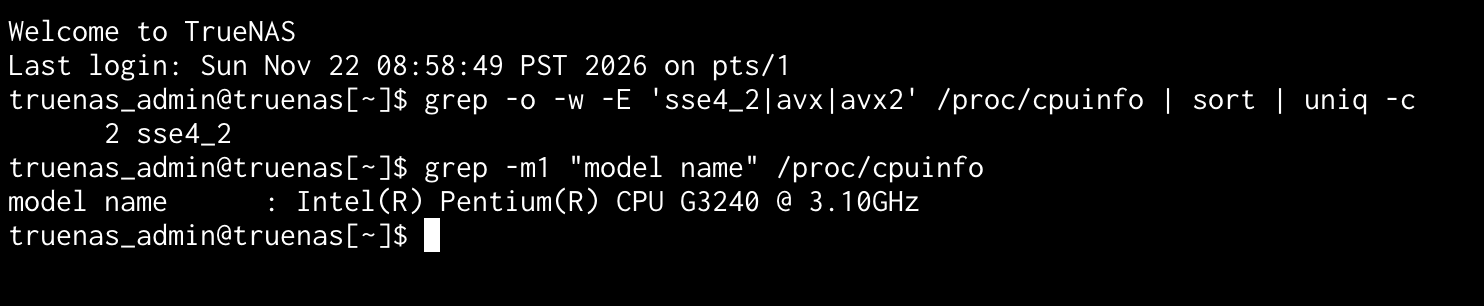 Welcome to TrueNAS
Last login: Sun Nov 22 08:58:49 PST 2026 on pts/1
truenas_admin@truenas[~]$ grep -o -w -E 'sse4_2|avx|avx2' /proc/cpuinfo | sort | uniq -c
      2 sse4_2
truenas_admin@truenas[~]$ grep -m1 "model name" /proc/cpuinfo
model name      : Intel(R) Pentium(R) CPU G3240 @ 3.10GHz
truenas_admin@truenas[~]$